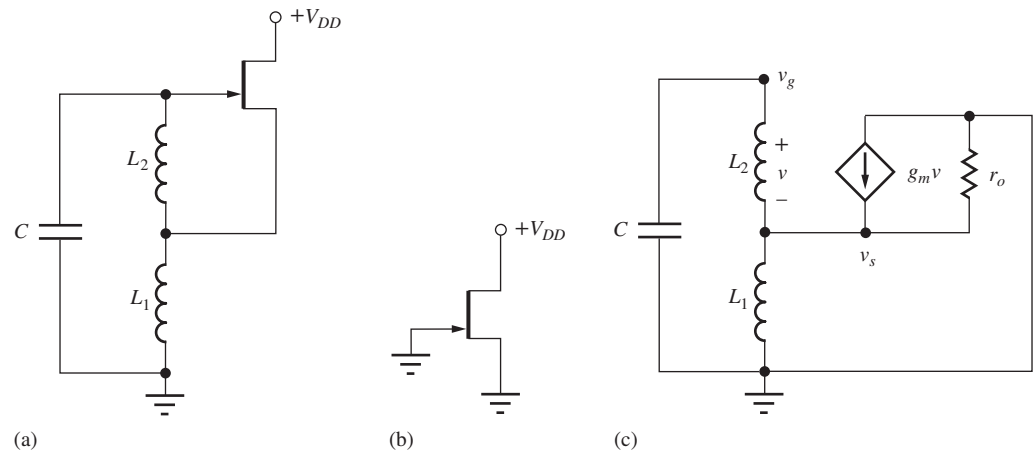 +V_DD
L_2
C
L_1
(a)
+V_DD
(b)
v_g
L_2
+
v
−
g_m v
r_o
C
v_s
L_1
(c)